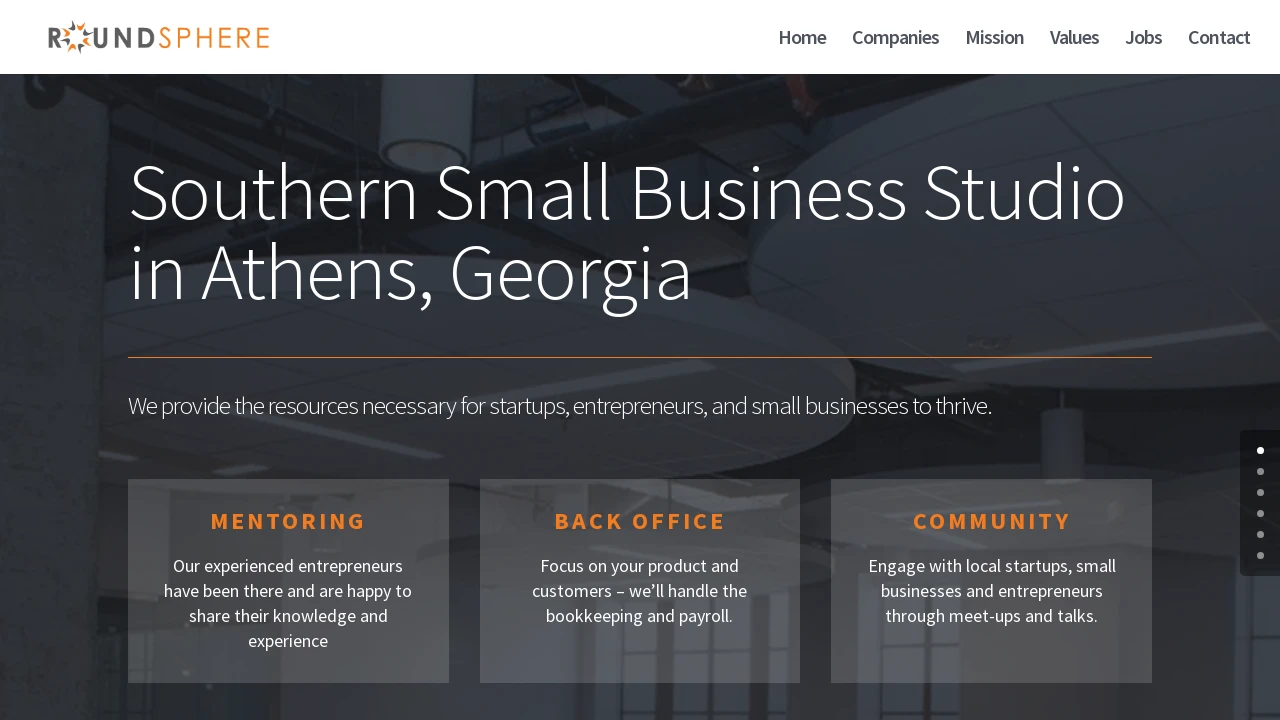 ROUNDSPHERE
Home Companies Mission Values Jobs Contact
Southern Small Business Studio
in Athens, Georgia
We provide the resources necessary for startups, entrepreneurs, and small businesses to thrive.
MENTORING
Our experienced entrepreneurs
have been there and are happy to
share their knowledge and
experience
BACK OFFICE
Focus on your product and
customers – we’ll handle the
bookkeeping and payroll.
COMMUNITY
Engage with local startups, small
businesses and entrepreneurs
through meet-ups and talks.